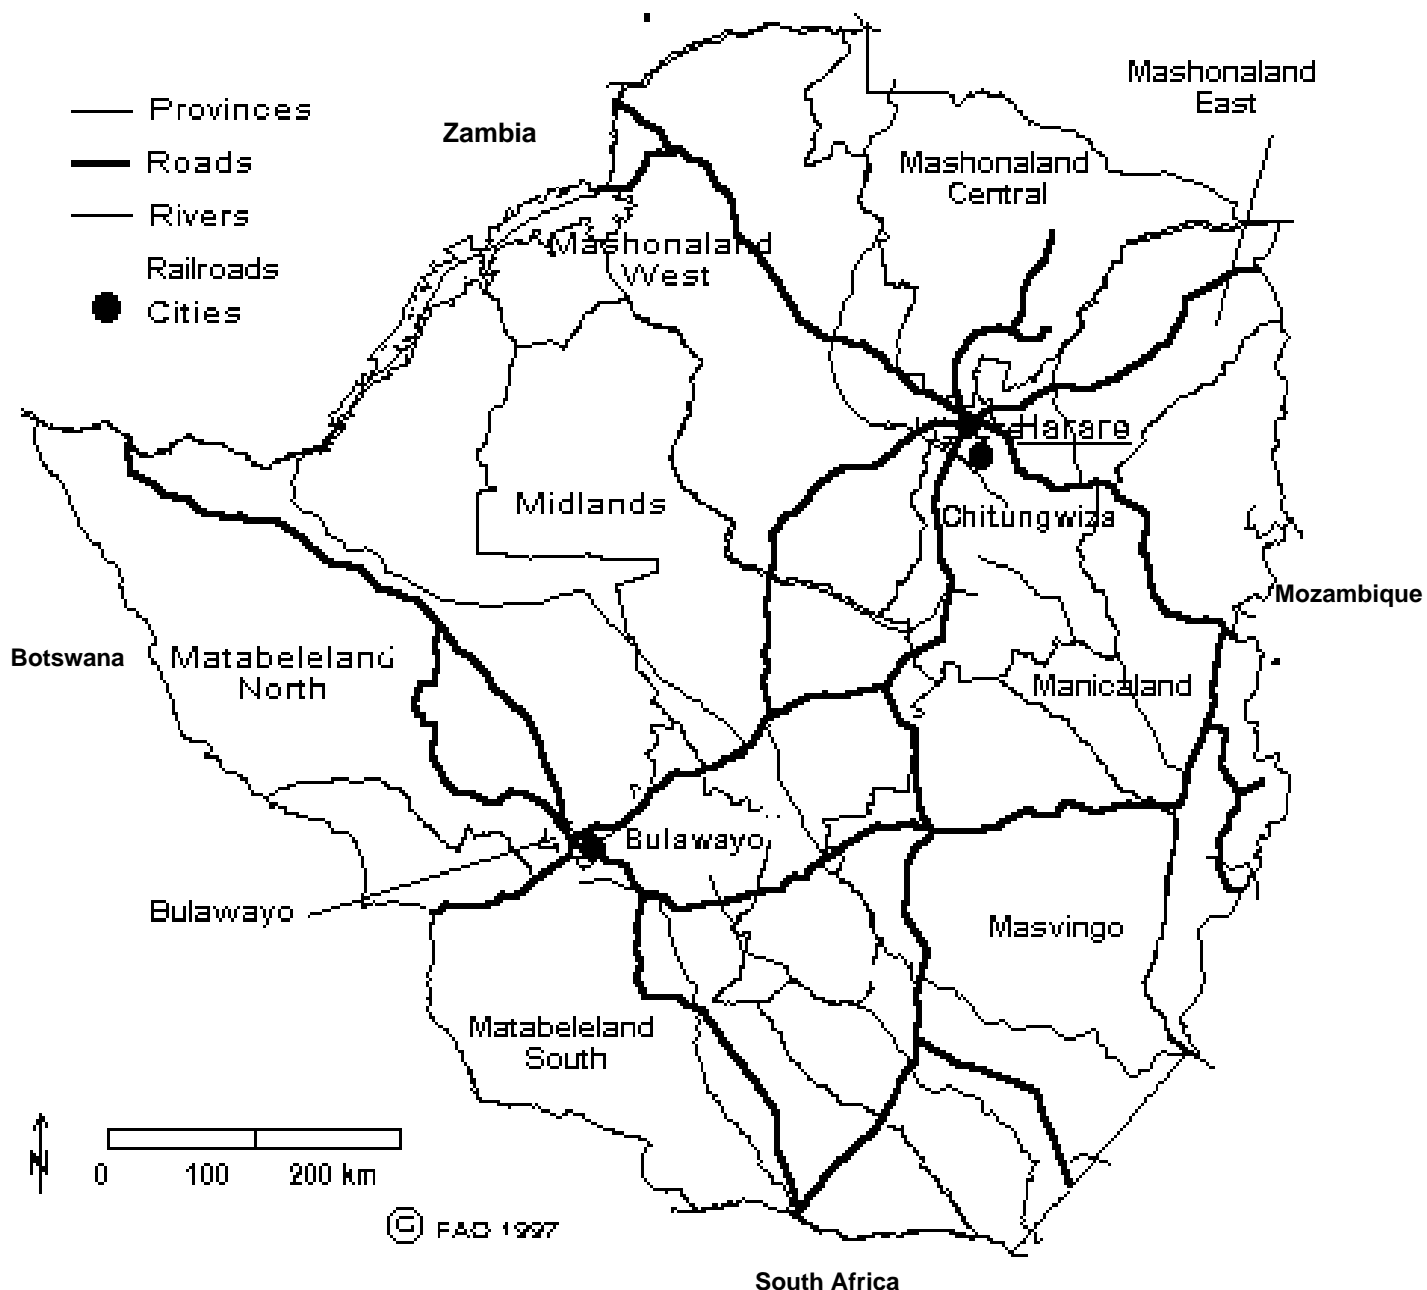 Mashonaland
East
Provinces
Zambia
Roads
Mashonaland
Central
Rivers
Mashonaland
West
Railroads
Cities
Harare
Midlands
Chitungwiza
Mozambique
Botswana
Matabeleland
North
Manicaland
Bulawayo
Bulawayo
Masvingo
Matabeleland
South
N
0 100 200 km
© FAO 1997
South Africa